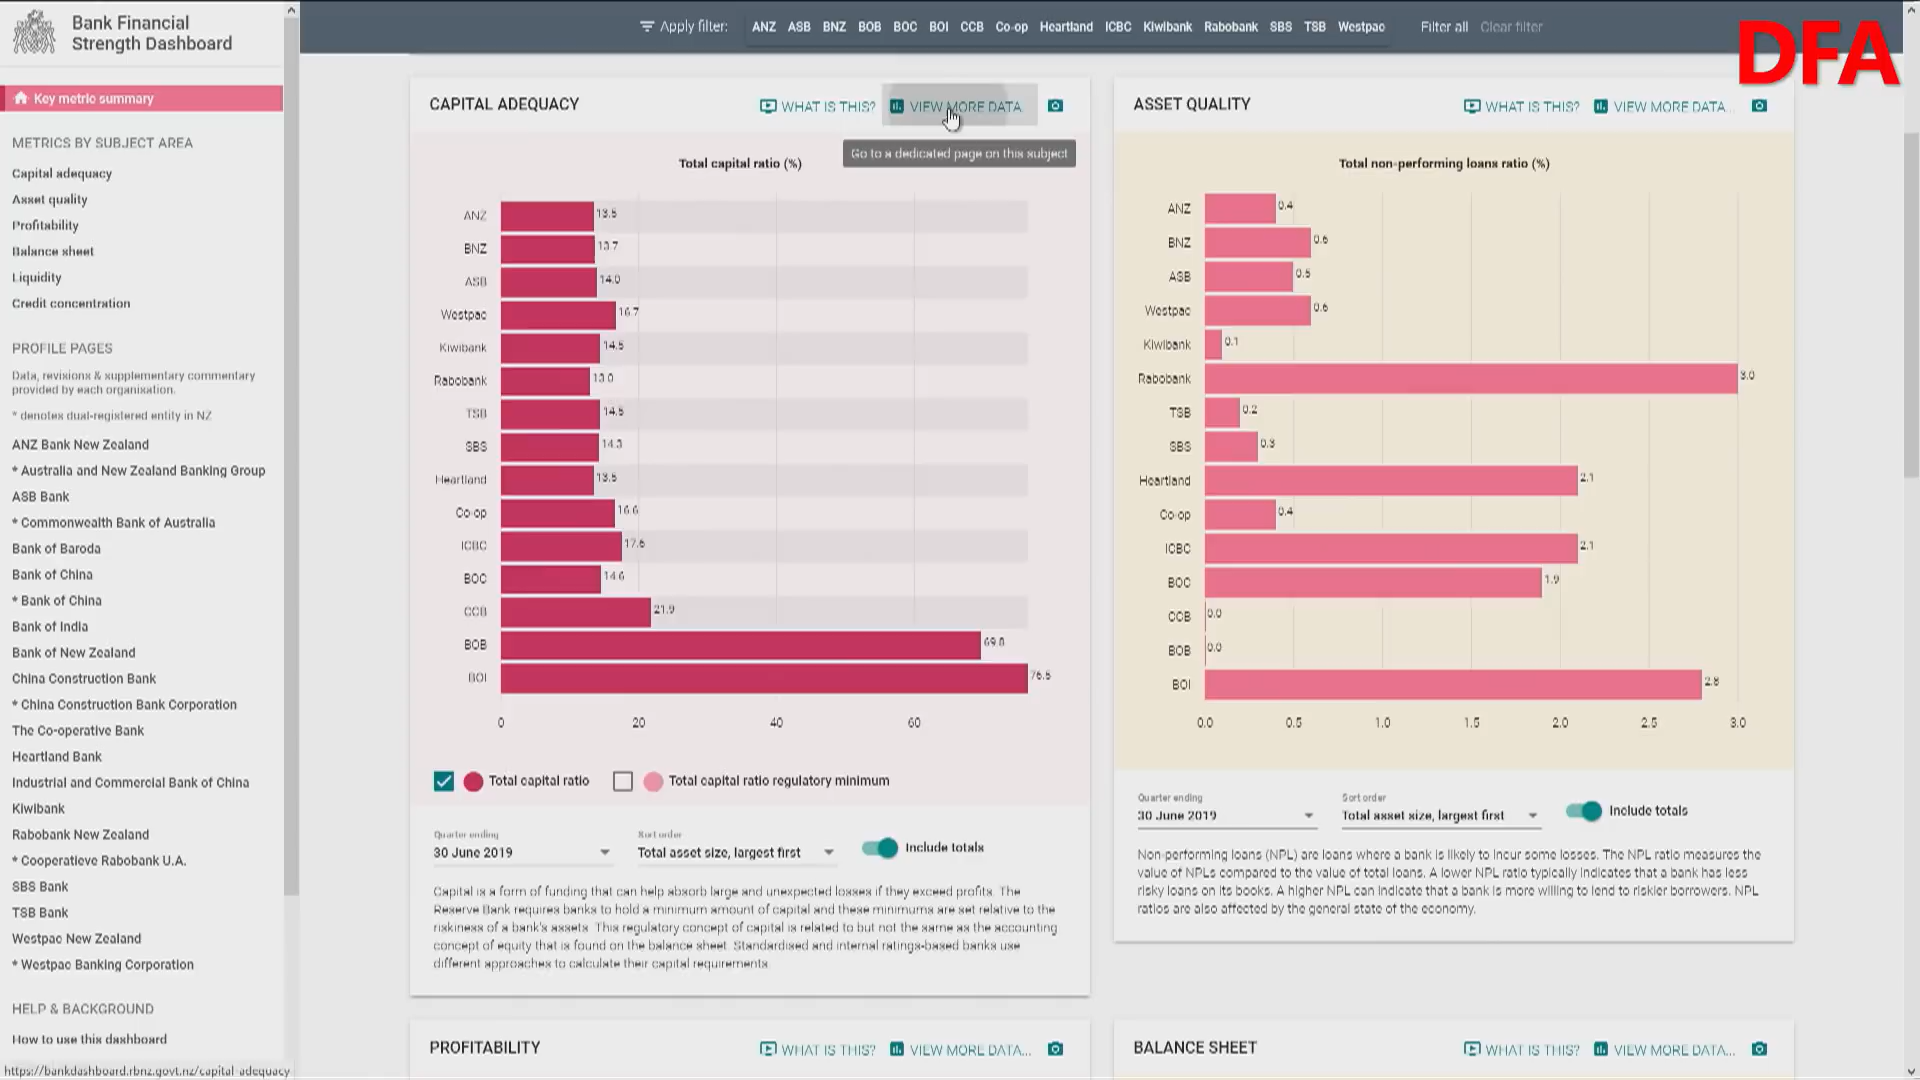 Bank Financial
Strength Dashboard
Key metric summary
METRICS BY SUBJECT AREA
Capital adequacy
Asset quality
Profitability
Balance sheet
Liquidity
Credit concentration
PROFILE PAGES
Data, revisions & supplementary commentary
provided by each organisation.
* denotes dual-registered entity in NZ
ANZ Bank New Zealand
* Australia and New Zealand Banking Group
ASB Bank
* Commonwealth Bank of Australia
Bank of Baroda
Bank of China
* Bank of China
Bank of India
Bank of New Zealand
China Construction Bank
* China Construction Bank Corporation
The Co-operative Bank
Heartland Bank
Industrial and Commercial Bank of China
Kiwibank
Rabobank New Zealand
* Cooperatieve Rabobank U.A.
SBS Bank
TSB Bank
Westpac New Zealand
* Westpac Banking Corporation
HELP & BACKGROUND
How to use this dashboard
https://bankdashboard.rbnz.govt.nz/capital-adequacy
Apply filter: ANZ ASB BNZ BOB BOC BOI CCB Co-op Heartland ICBC Kiwibank Rabobank SBS TSB Westpac Filter all Clear filter
DFA
CAPITAL ADEQUACY WHAT IS THIS? VIEW MORE DATA
Go to a dedicated page on this subject
Total capital ratio (%)
ANZ 13.5
BNZ 13.7
ASB 14.0
Westpac 16.7
Kiwibank 14.5
Rabobank 13.0
TSB 14.5
SBS 14.3
Heartland 13.5
Co-op 16.6
ICBC 17.6
BOC 14.6
CCB 21.9
BOB 69.8
BOI 76.5
0 20 40 60
Total capital ratio Total capital ratio regulatory minimum
Quarter ending Sort order
30 June 2019 Total asset size, largest first Include totals
Capital is a form of funding that can help absorb large and unexpected losses if they exceed profits. The
Reserve Bank requires banks to hold a minimum amount of capital and these minimums are set relative to the
riskiness of a bank's assets. This regulatory concept of capital is related to but not the same as the accounting
concept of equity that is found on the balance sheet. Standardised and internal ratings-based banks use
different approaches to calculate their capital requirements.
ASSET QUALITY WHAT IS THIS? VIEW MORE DATA...
Total non-performing loans ratio (%)
ANZ 0.4
BNZ 0.6
ASB 0.5
Westpac 0.6
Kiwibank 0.1
Rabobank 3.0
TSB 0.2
SBS 0.3
Heartland 2.1
Co-op 0.4
ICBC 2.1
BOC 1.9
CCB 0.0
BOB 0.0
BOI 2.8
0.0 0.5 1.0 1.5 2.0 2.5 3.0
Quarter ending Sort order
30 June 2019 Total asset size, largest first Include totals
Non-performing loans (NPL) are loans where a bank is likely to incur some losses. The NPL ratio measures the
value of NPLs compared to the value of total loans. A lower NPL ratio typically indicates that a bank has less
risky loans on its books. A higher NPL can indicate that a bank is more willing to lend to riskier borrowers. NPL
ratios are also affected by the general state of the economy.
PROFITABILITY WHAT IS THIS? VIEW MORE DATA...
BALANCE SHEET WHAT IS THIS? VIEW MORE DATA...